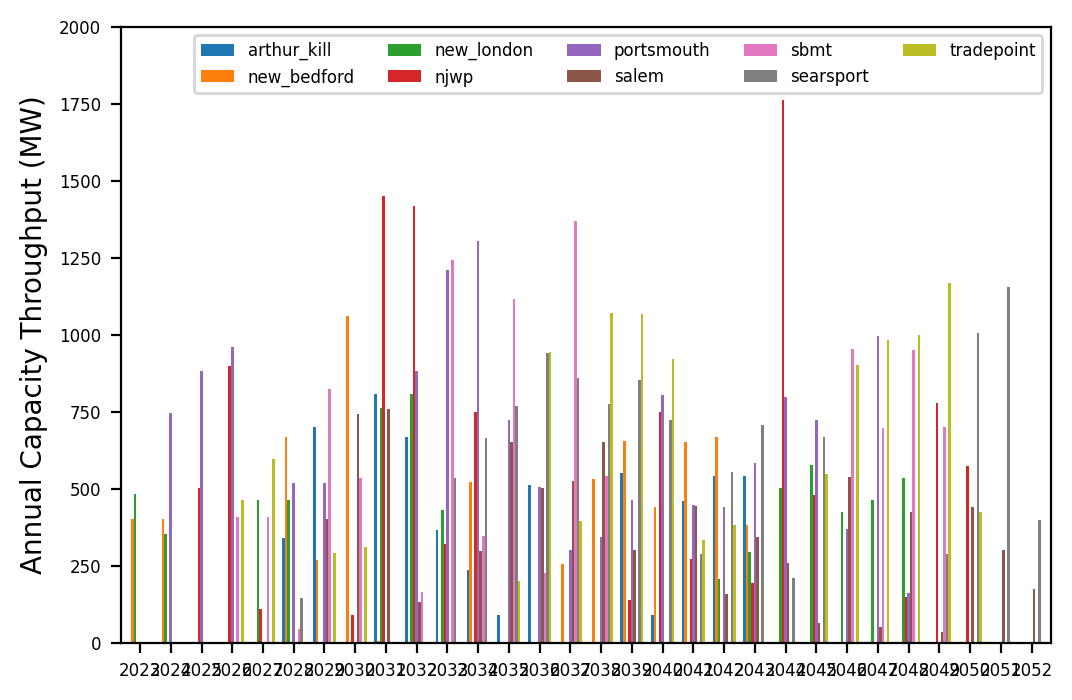 arthur_kill new_london portsmouth sbmt tradepoint
new_bedford njwp salem searsport
Annual Capacity Throughput (MW)
2000
1750
1500
1250
1000
750
500
250
0
2023 2024 2025 2026 2027 2028 2029 2030 2031 2032 2033 2034 2035 2036 2037 2038 2039 2040 2041 2042 2043 2044 2045 2046 2047 2048 2049 2050 2051 2052